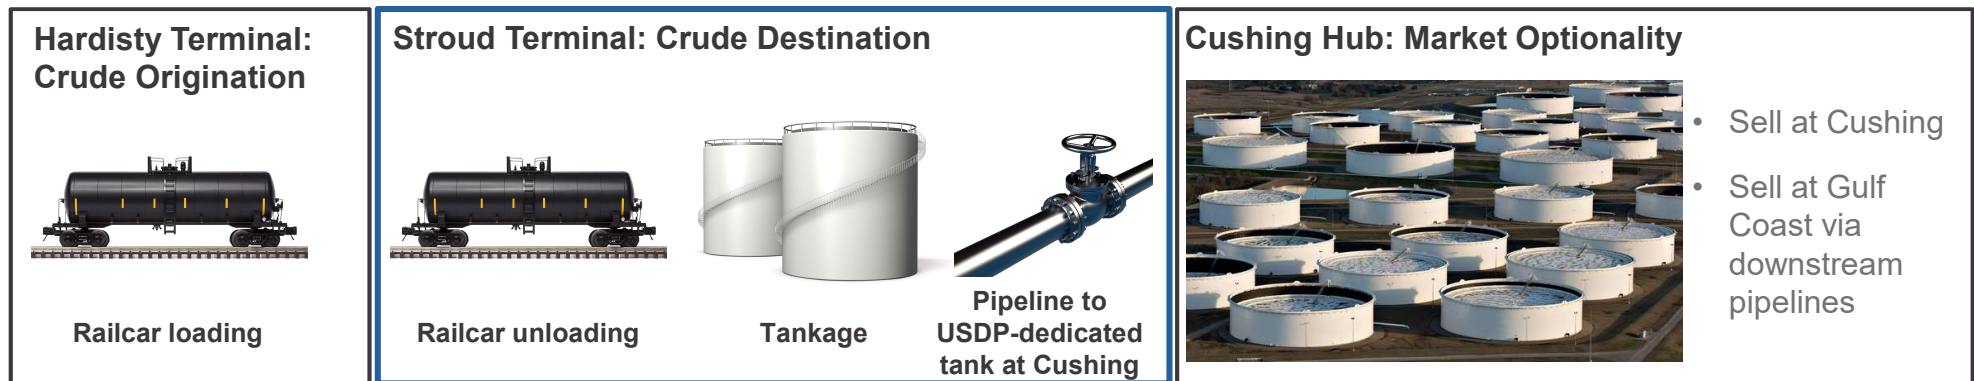 Hardisty Terminal:
Crude Origination
Railcar loading
Stroud Terminal: Crude Destination
Railcar unloading
Tankage
Pipeline to
USDP-dedicated
tank at Cushing
Cushing Hub: Market Optionality
• Sell at Cushing
• Sell at Gulf
Coast via
downstream
pipelines